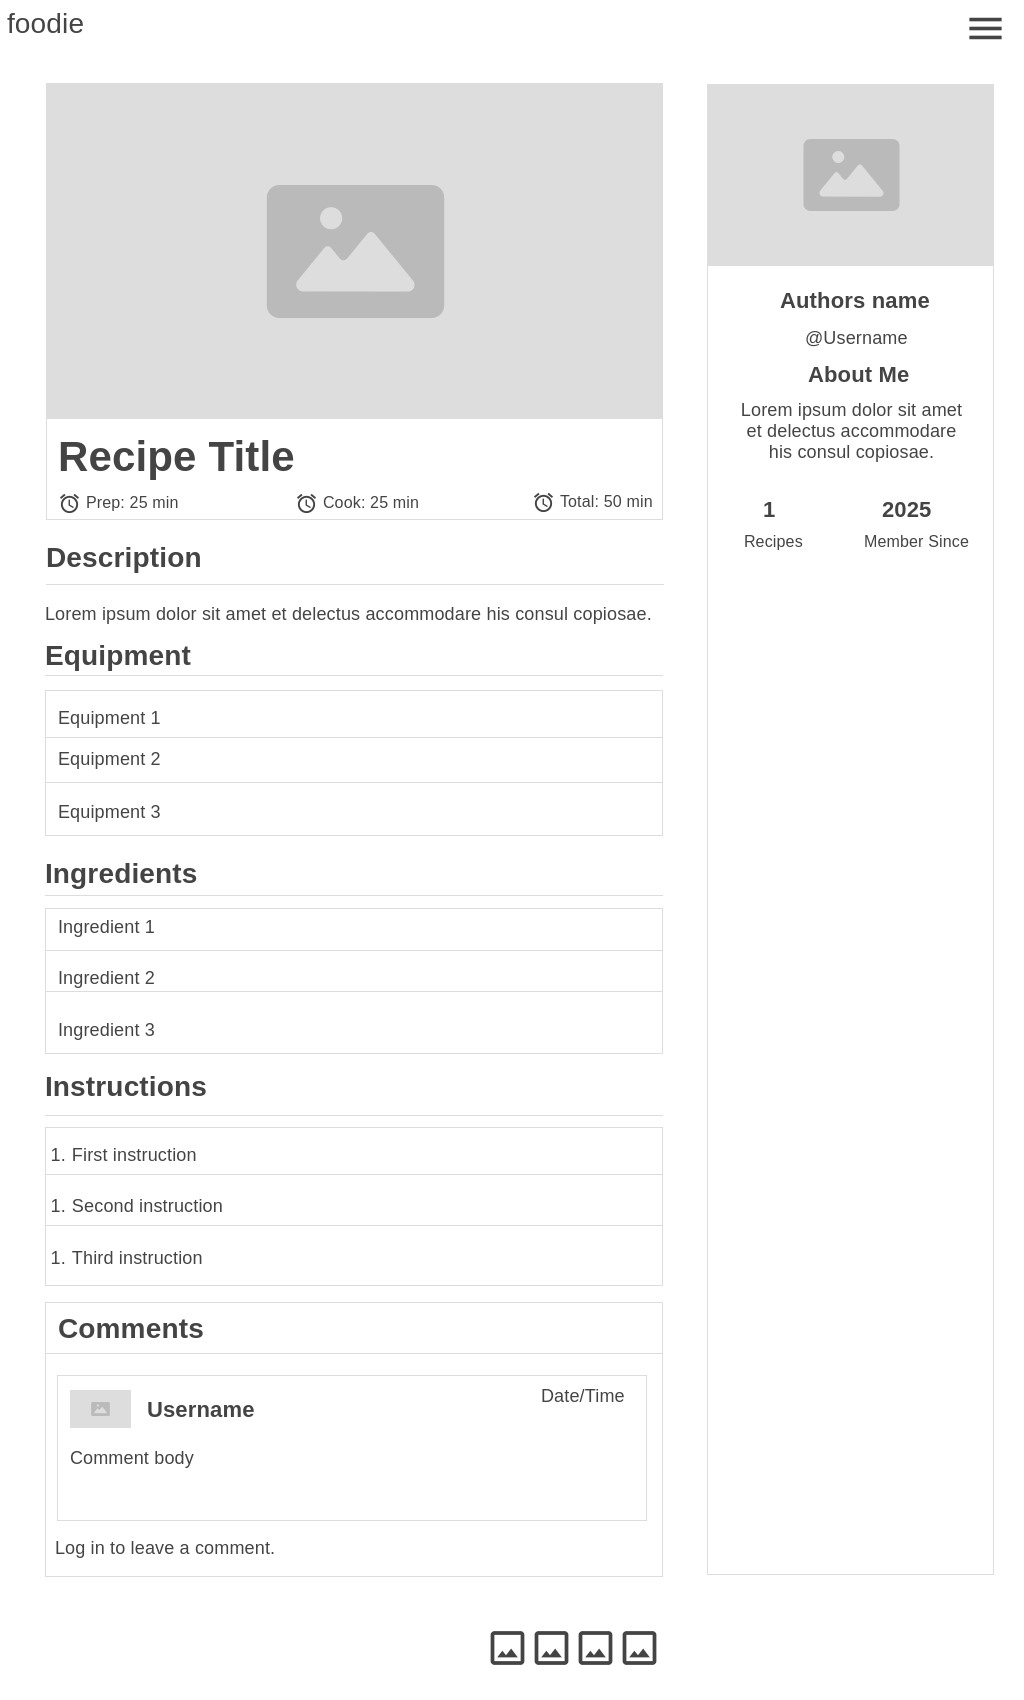 foodie
Recipe Title
Prep: 25 min
Cook: 25 min
Total: 50 min
Description
Lorem ipsum dolor sit amet et delectus accommodare his consul copiosae.
Equipment
Equipment 1
Equipment 2
Equipment 3
Ingredients
Ingredient 1
Ingredient 2
Ingredient 3
Instructions
1. First instruction
1. Second instruction
1. Third instruction
Comments
Username
Date/Time
Comment body
Log in to leave a comment.
Authors name
@Username
About Me
Lorem ipsum dolor sit amet
et delectus accommodare
his consul copiosae.
1
Recipes
2025
Member Since